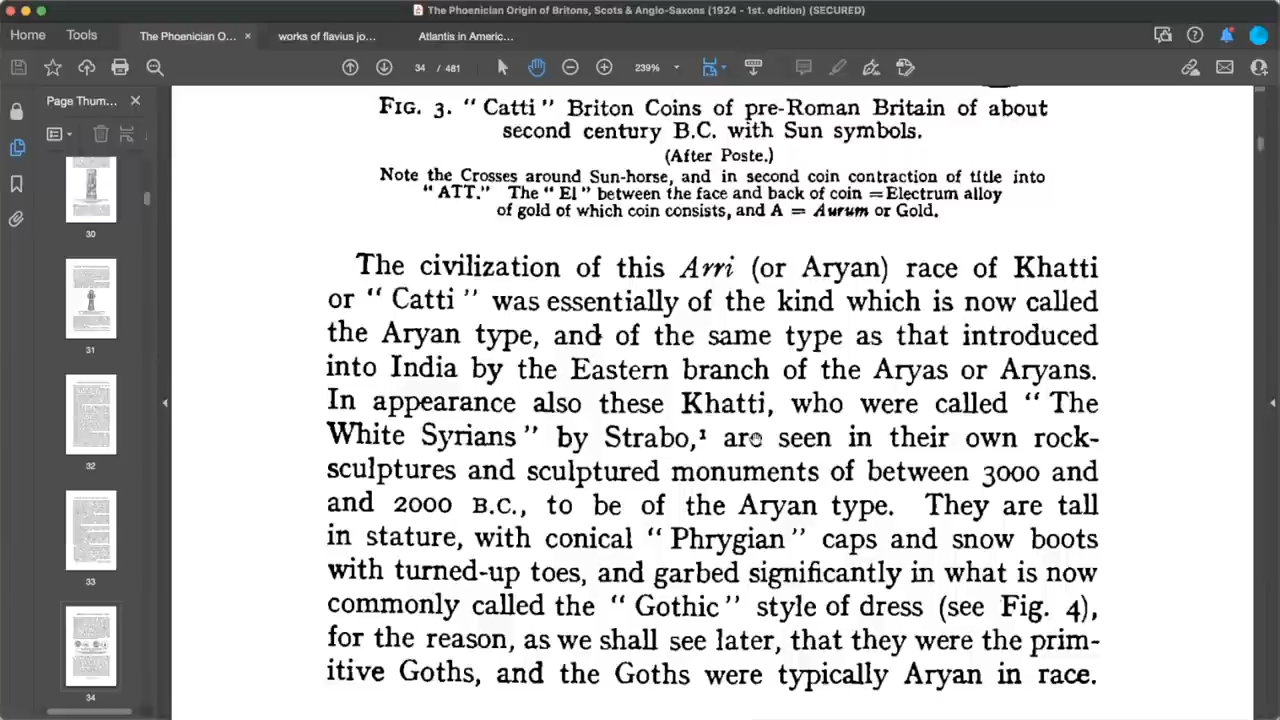 The Phoenician Origin of Britons, Scots & Anglo-Saxons (1924 - 1st. edition) (SECURED)
Home Tools The Phoenician O... × works of flavius jo... Atlantis in Americ...
34 / 481 239%
Page Thum... ×
30
31
32
33
34
FIG. 3. “Catti” Briton Coins of pre-Roman Britain of about
second century B.C. with Sun symbols.
(After Poste.)
Note the Crosses around Sun-horse, and in second coin contraction of title into
“ATT.” The “El” between the face and back of coin =Electrum alloy
of gold of which coin consists, and A = Aurum or Gold.
The civilization of this Arri (or Aryan) race of Khatti
or “Catti” was essentially of the kind which is now called
the Aryan type, and of the same type as that introduced
into India by the Eastern branch of the Aryas or Aryans.
In appearance also these Khatti, who were called “The
White Syrians” by Strabo,¹ are seen in their own rock-
sculptures and sculptured monuments of between 3000 and
and 2000 B.C., to be of the Aryan type. They are tall
in stature, with conical “Phrygian” caps and snow boots
with turned-up toes, and garbed significantly in what is now
commonly called the “Gothic” style of dress (see Fig. 4),
for the reason, as we shall see later, that they were the prim-
itive Goths, and the Goths were typically Aryan in race.